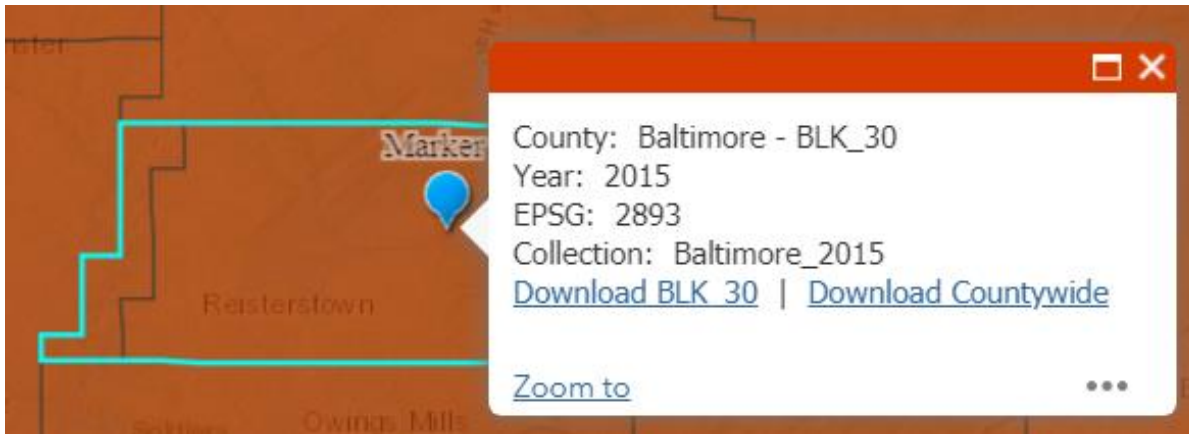 Marker
Reisterstown
Owings Mills
County: Baltimore - BLK_30
Year: 2015
EPSG: 2893
Collection: Baltimore_2015
Download BLK_30 | Download Countywide
Zoom to